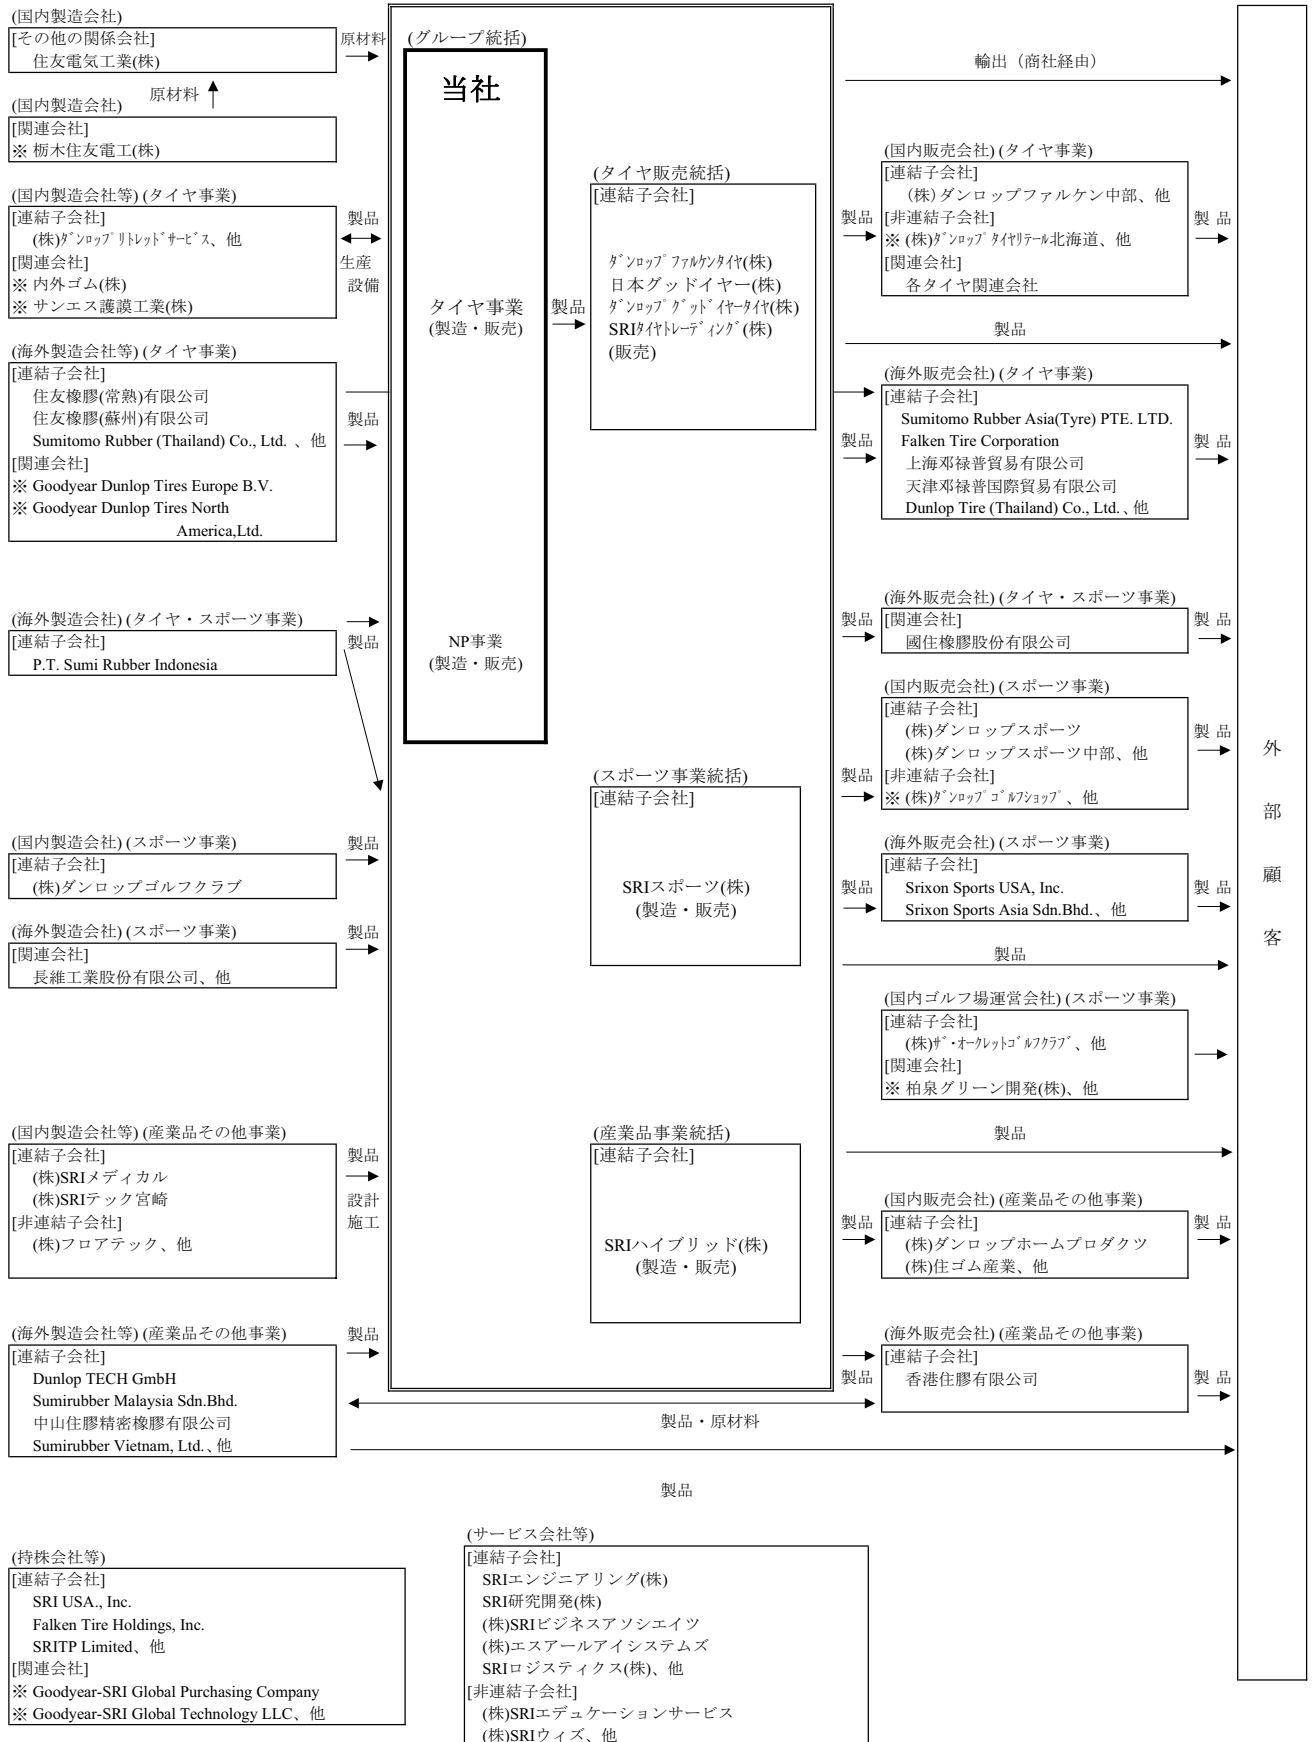 (国内製造会社)
[その他の関係会社]
住友電気工業(株)
原材料
原材料
(国内製造会社)
[関連会社]
※ 栃木住友電工(株)
(国内製造会社等) (タイヤ事業)
[連結子会社]
(株)ﾀﾞﾝﾛｯﾌﾟﾘﾄﾚｯﾄﾞｻｰﾋﾞｽ、他
[関連会社]
※ 内外ゴム(株)
※ サンエス護謨工業(株)
製品
生産
設備
(海外製造会社等) (タイヤ事業)
[連結子会社]
住友橡膠(常熟)有限公司
住友橡膠(蘇州)有限公司
Sumitomo Rubber (Thailand) Co., Ltd. 、他
[関連会社]
※ Goodyear Dunlop Tires Europe B.V.
※ Goodyear Dunlop Tires North
America,Ltd.
製品
(海外製造会社) (タイヤ・スポーツ事業)
[連結子会社]
P.T. Sumi Rubber Indonesia
製品
(国内製造会社) (スポーツ事業)
[連結子会社]
(株)ダンロップゴルフクラブ
製品
(海外製造会社) (スポーツ事業)
[関連会社]
長維工業股份有限公司、他
製品
(国内製造会社等) (産業品その他事業)
[連結子会社]
(株)SRIメディカル
(株)SRIテック宮崎
[非連結子会社]
(株)フロアテック、他
製品
設計
施工
(海外製造会社等) (産業品その他事業)
[連結子会社]
Dunlop TECH GmbH
Sumirubber Malaysia Sdn.Bhd.
中山住膠精密橡膠有限公司
Sumirubber Vietnam, Ltd.、他
製品
(グループ統括)
当社
タイヤ事業
(製造・販売)
NP事業
(製造・販売)
製品
(タイヤ販売統括)
[連結子会社]
ﾀﾞﾝﾛｯﾌﾟﾌｧﾙｹﾝﾀｲﾔ(株)
日本グッドイヤー(株)
ﾀﾞﾝﾛｯﾌﾟｸﾞｯﾄﾞｲﾔｰﾀｲﾔ(株)
SRIﾀｲﾔﾄﾚｰﾃﾞｨﾝｸﾞ(株)
(販売)
(スポーツ事業統括)
[連結子会社]
SRIスポーツ(株)
(製造・販売)
(産業品事業統括)
[連結子会社]
SRIハイブリッド(株)
(製造・販売)
輸出（商社経由）
(国内販売会社) (タイヤ事業)
[連結子会社]
（株)ダンロップファルケン中部、他
[非連結子会社]
※ (株)ﾀﾞﾝﾛｯﾌﾟﾀｲﾔﾘﾃｰﾙ北海道、他
[関連会社]
各タイヤ関連会社
製品
製 品
製品
(海外販売会社) (タイヤ事業)
[連結子会社]
Sumitomo Rubber Asia(Tyre) PTE. LTD.
Falken Tire Corporation
上海邓禄普貿易有限公司
天津邓禄普国際貿易有限公司
Dunlop Tire (Thailand) Co., Ltd.、他
製品
製 品
(海外販売会社) (タイヤ・スポーツ事業)
[関連会社]
國住橡膠股份有限公司
製品
製 品
(国内販売会社) (スポーツ事業)
[連結子会社]
(株)ダンロップスポーツ
(株)ダンロップスポーツ中部、他
[非連結子会社]
※ (株)ﾀﾞﾝﾛｯﾌﾟｺﾞﾙﾌｼｮｯﾌﾟ、他
製品
製 品
(海外販売会社) (スポーツ事業)
[連結子会社]
Srixon Sports USA, Inc.
Srixon Sports Asia Sdn.Bhd.、他
製品
製 品
製品
(国内ゴルフ場運営会社) (スポーツ事業)
[連結子会社]
(株)ｻﾞ･ｵｰｸﾚｯﾄｺﾞﾙﾌｸﾗﾌﾞ、他
[関連会社]
※ 柏泉グリーン開発(株)、他
製品
(国内販売会社) (産業品その他事業)
[連結子会社]
(株)ダンロップホームプロダクツ
(株)住ゴム産業、他
製品
製 品
(海外販売会社) (産業品その他事業)
[連結子会社]
香港住膠有限公司
製品
製 品
製品・原材料
製品
外
部
顧
客
(持株会社等)
[連結子会社]
SRI USA., Inc.
Falken Tire Holdings, Inc.
SRITP Limited、他
[関連会社]
※ Goodyear-SRI Global Purchasing Company
※ Goodyear-SRI Global Technology LLC、他
(サービス会社等)
[連結子会社]
SRIエンジニアリング(株)
SRI研究開発(株)
(株)SRIビジネスアソシエイツ
(株)エスアールアイシステムズ
SRIロジスティクス(株)、他
[非連結子会社]
(株)SRIエデュケーションサービス
(株)SRIウィズ、他